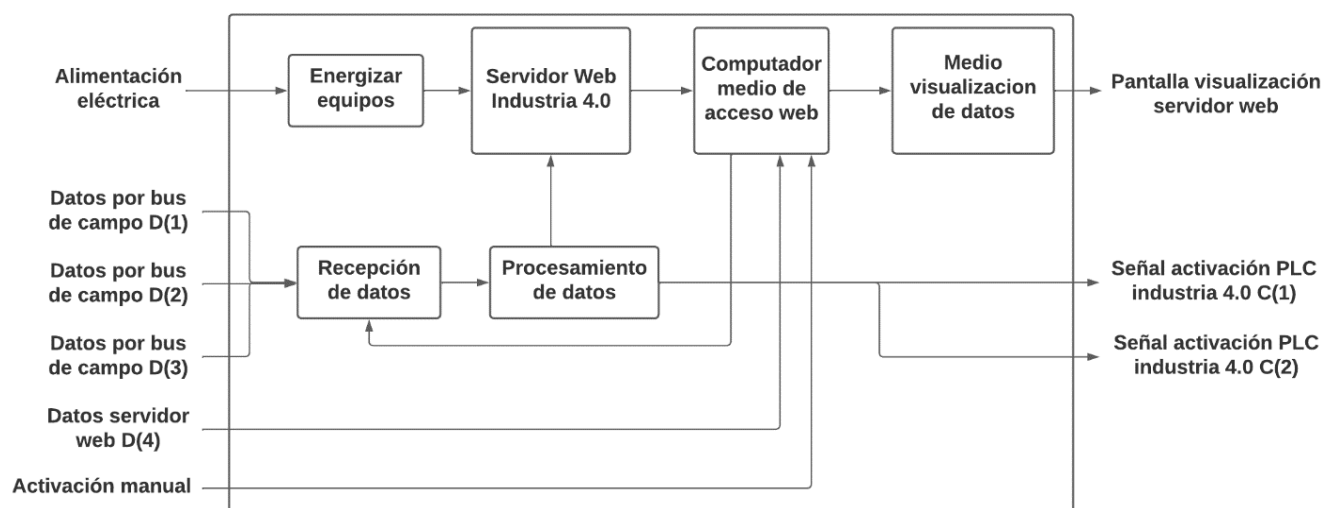 Alimentación
eléctrica
Energizar
equipos
Servidor Web
Industria 4.0
Computador
medio de
acceso web
Medio
visualizacion
de datos
Pantalla visualización
servidor web
Datos por bus
de campo D(1)
Datos por bus
de campo D(2)
Datos por bus
de campo D(3)
Recepción
de datos
Procesamiento
de datos
Señal activación PLC
industria 4.0 C(1)
Señal activación PLC
industria 4.0 C(2)
Datos servidor
web D(4)
Activación manual